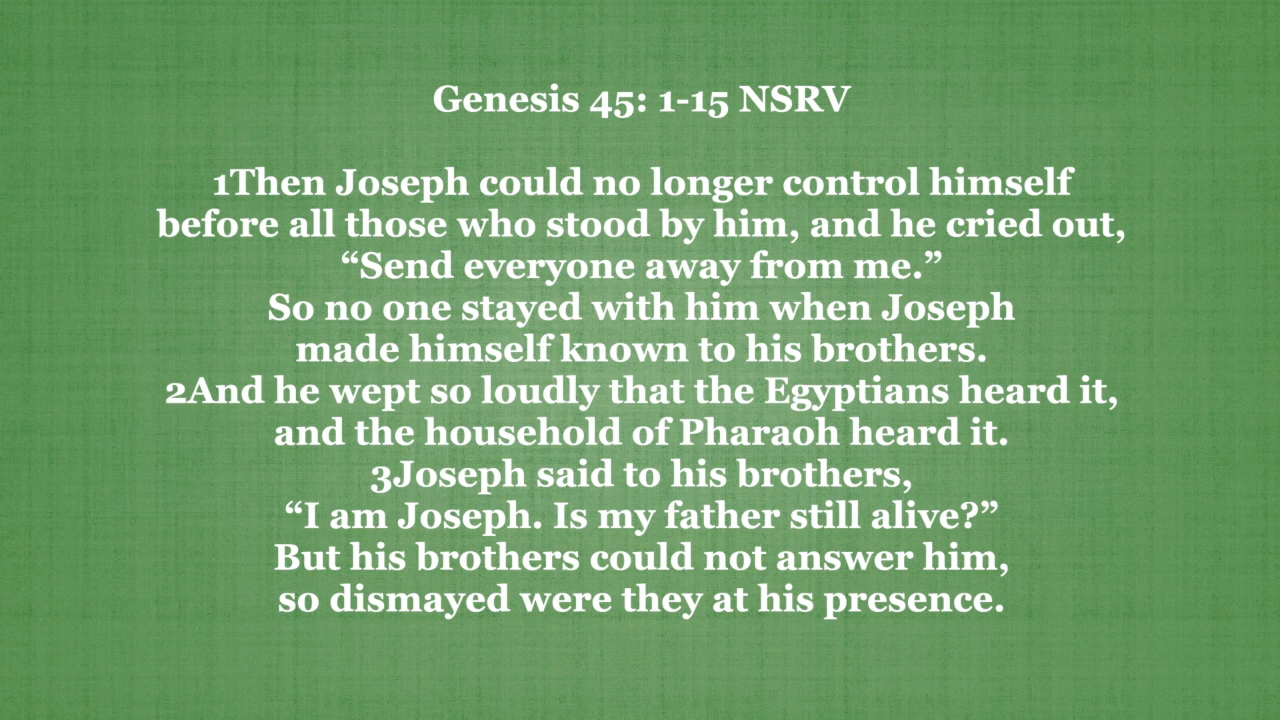 Genesis 45: 1-15 NSRV
1Then Joseph could no longer control himself
before all those who stood by him, and he cried out,
“Send everyone away from me.”
So no one stayed with him when Joseph
made himself known to his brothers.
2And he wept so loudly that the Egyptians heard it,
and the household of Pharaoh heard it.
3Joseph said to his brothers,
“I am Joseph. Is my father still alive?”
But his brothers could not answer him,
so dismayed were they at his presence.